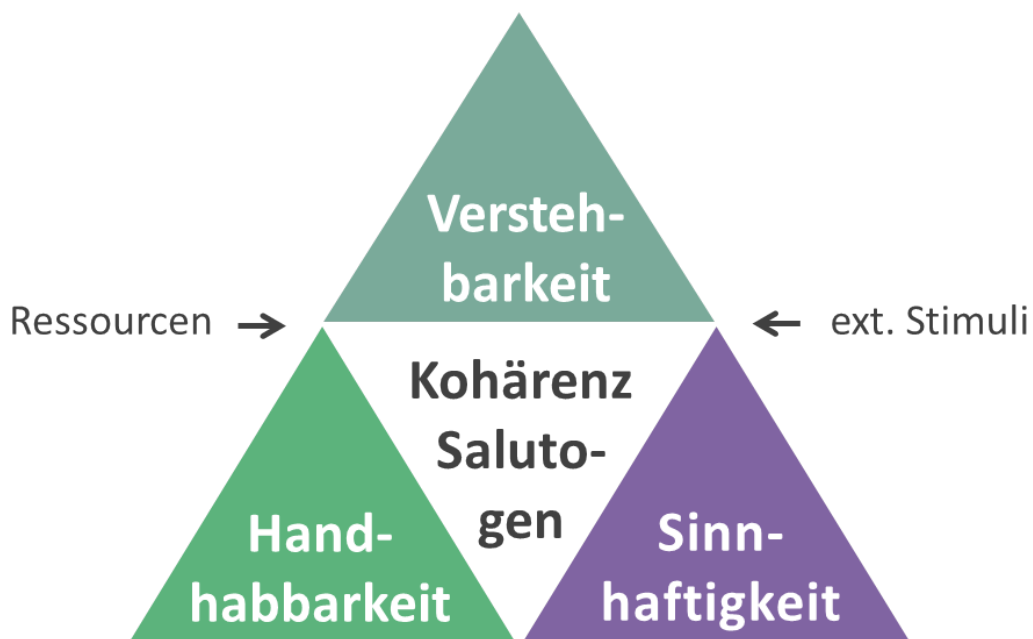 Versteh-
barkeit
Ressourcen
ext. Stimuli
Kohärenz
Saluto-
gen
Hand-
habbarkeit
Sinn-
haftigkeit